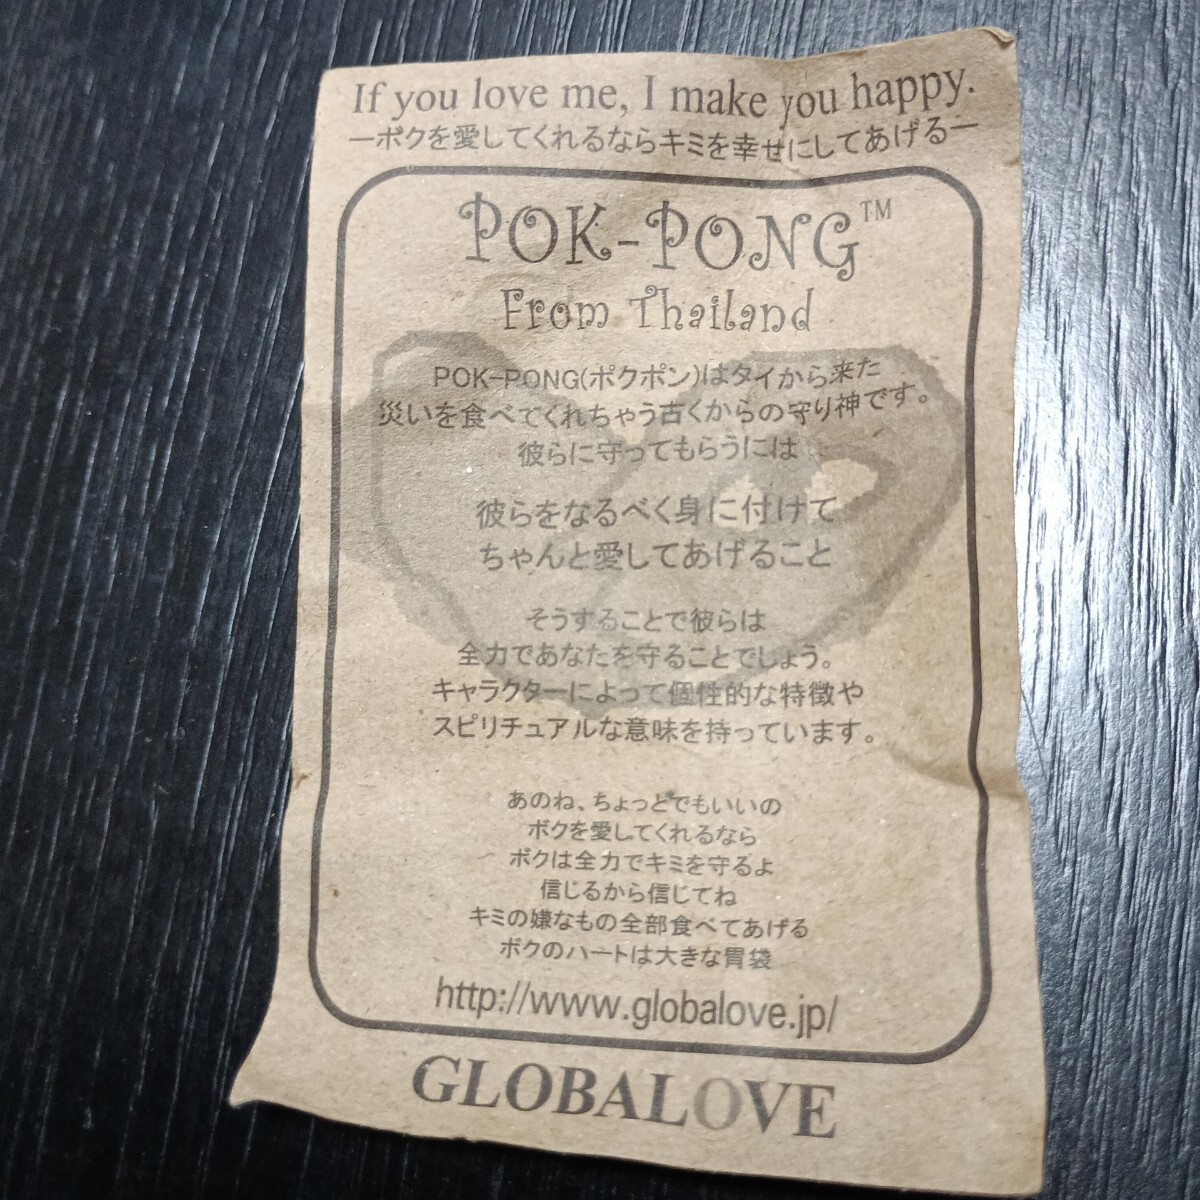 If you love me, I make you happy.
―ボクを愛してくれるならキミを幸せにしてあげる―
POK-PONG™
From Thailand
POK-PONG(ポクポン)はタイから来た
災いを食べてくれちゃう古くからの守り神です。
彼らに守ってもらうには
彼らをなるべく身に付けて
ちゃんと愛してあげること
そうすることで彼らは
全力であなたを守ることでしょう。
キャラクターによって個性的な特徴や
スピリチュアルな意味を持っています。
あのね、ちょっとでもいいの
ボクを愛してくれるなら
ボクは全力でキミを守るよ
信じるから信じてね
キミの嫌なもの全部食べてあげる
ボクのハートは大きな胃袋
http://www.globalove.jp/
GLOBALOVE